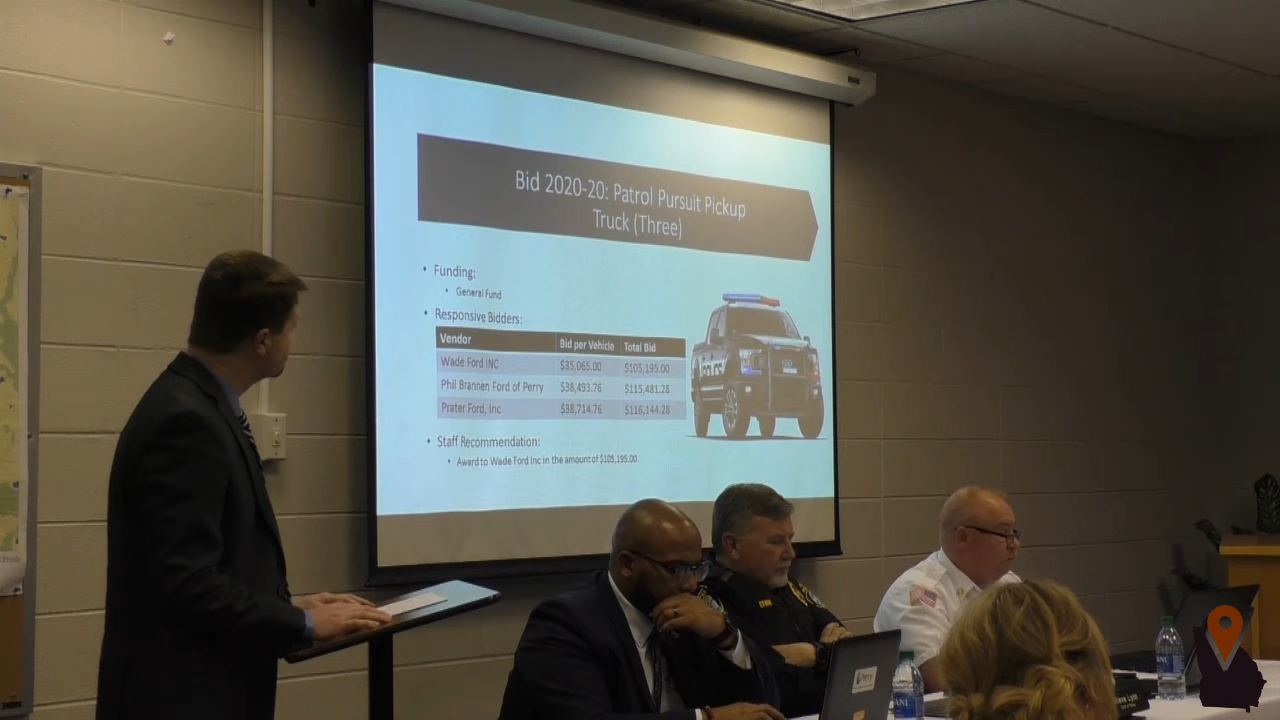 Bid 2020-20: Patrol Pursuit Pickup
Truck (Three)
• Funding:
• General Fund
• Responsive Bidders:
Vendor Bid per Vehicle Total Bid
Wade Ford INC $35,065.00 $105,195.00
Phil Brannen Ford of Perry $38,493.76 $115,481.28
Prater Ford, Inc $38,714.76 $116,144.28
• Staff Recommendation:
• Award to Wade Ford Inc in the amount of $105,195.00
Perry